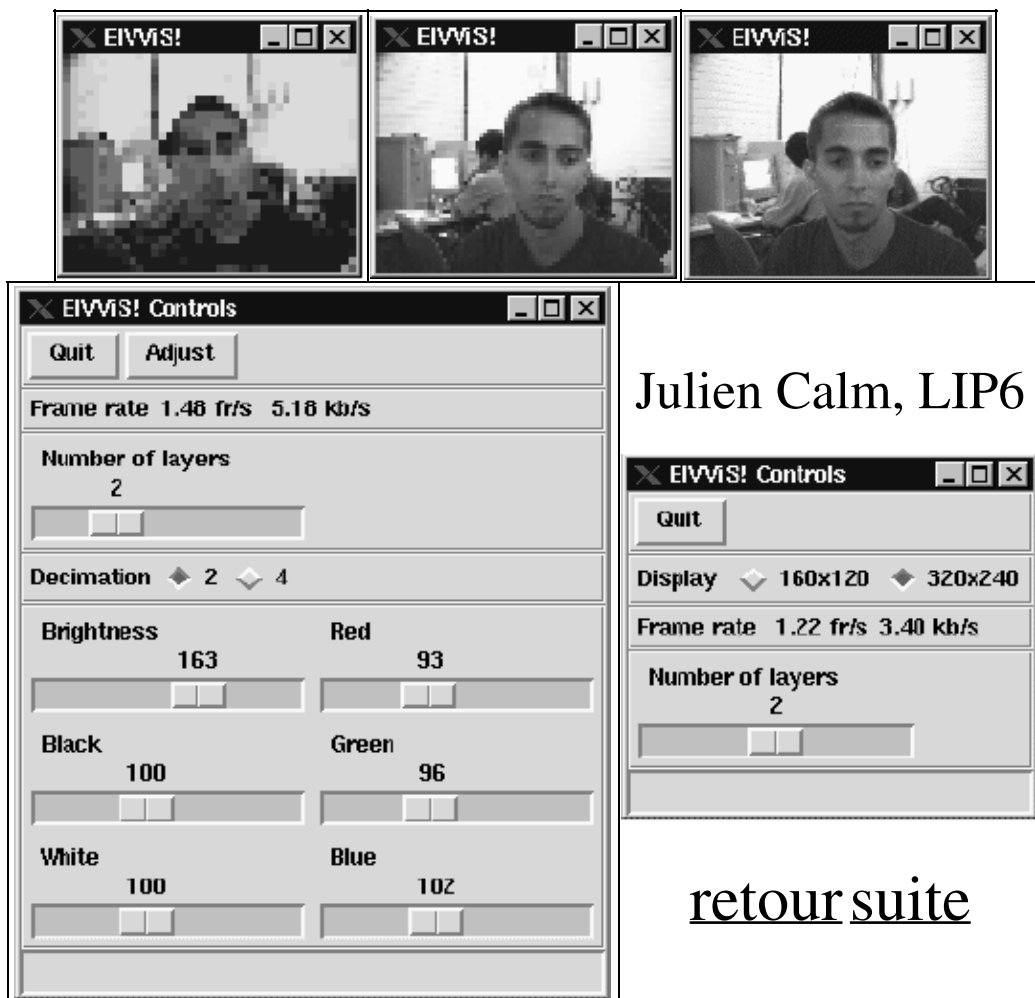 ElVViS!
ElVViS!
ElVViS!
ElVViS! Controls
Quit Adjust
Frame rate 1.48 fr/s 5.18 kb/s
Number of layers
2
Decimation 2 4
Brightness Red
163 93
Black Green
100 96
White Blue
100 102
Julien Calm, LIP6
ElVViS! Controls
Quit
Display 160x120 320x240
Frame rate 1.22 fr/s 3.40 kb/s
Number of layers
2
retour suite